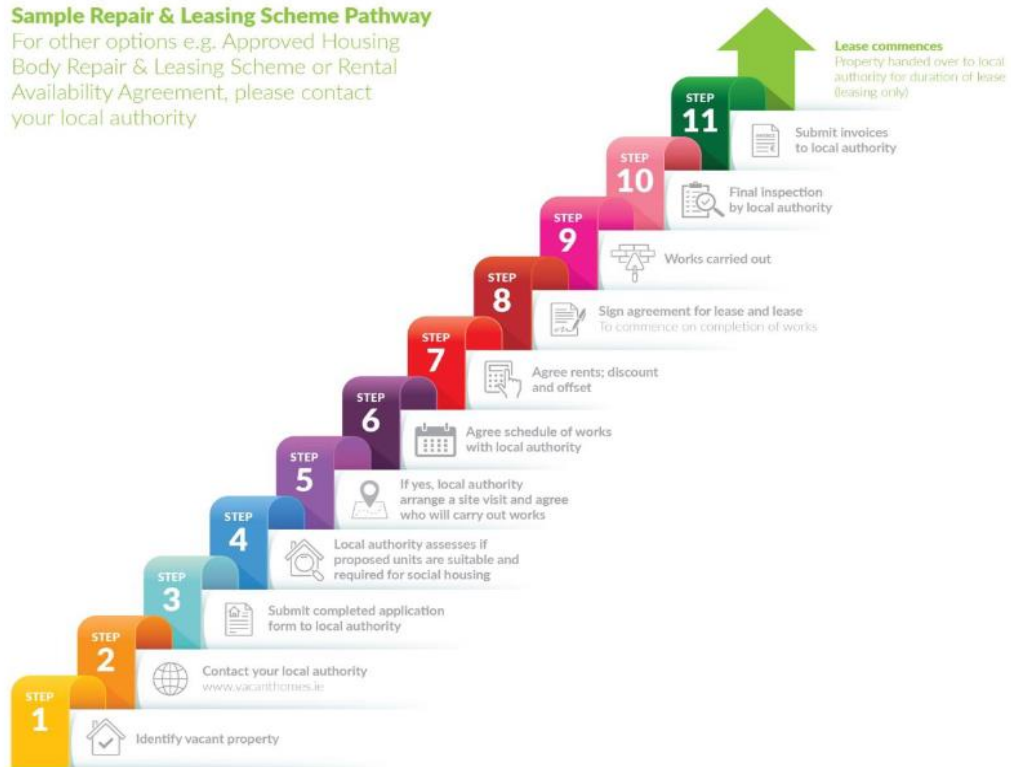 Sample Repair & Leasing Scheme Pathway
For other options e.g. Approved Housing
Body Repair & Leasing Scheme or Rental
Availability Agreement, please contact
your local authority
Lease commences
Property handed over to local
authority for duration of lease
(leasing only)
STEP
11
Submit invoices
to local authority
STEP
10
Final inspection
by local authority
STEP
9
Works carried out
STEP
8
Sign agreement for lease and lease
To commence on completion of works
STEP
7
Agree rents; discount
and offset
STEP
6
Agree schedule of works
with local authority
STEP
5
If yes, local authority
arrange a site visit and agree
who will carry out works
STEP
4
Local authority assesses if
proposed units are suitable and
required for social housing
STEP
3
Submit completed application
form to local authority
STEP
2
Contact your local authority
www.vacanthomes.ie
STEP
1
Identify vacant property